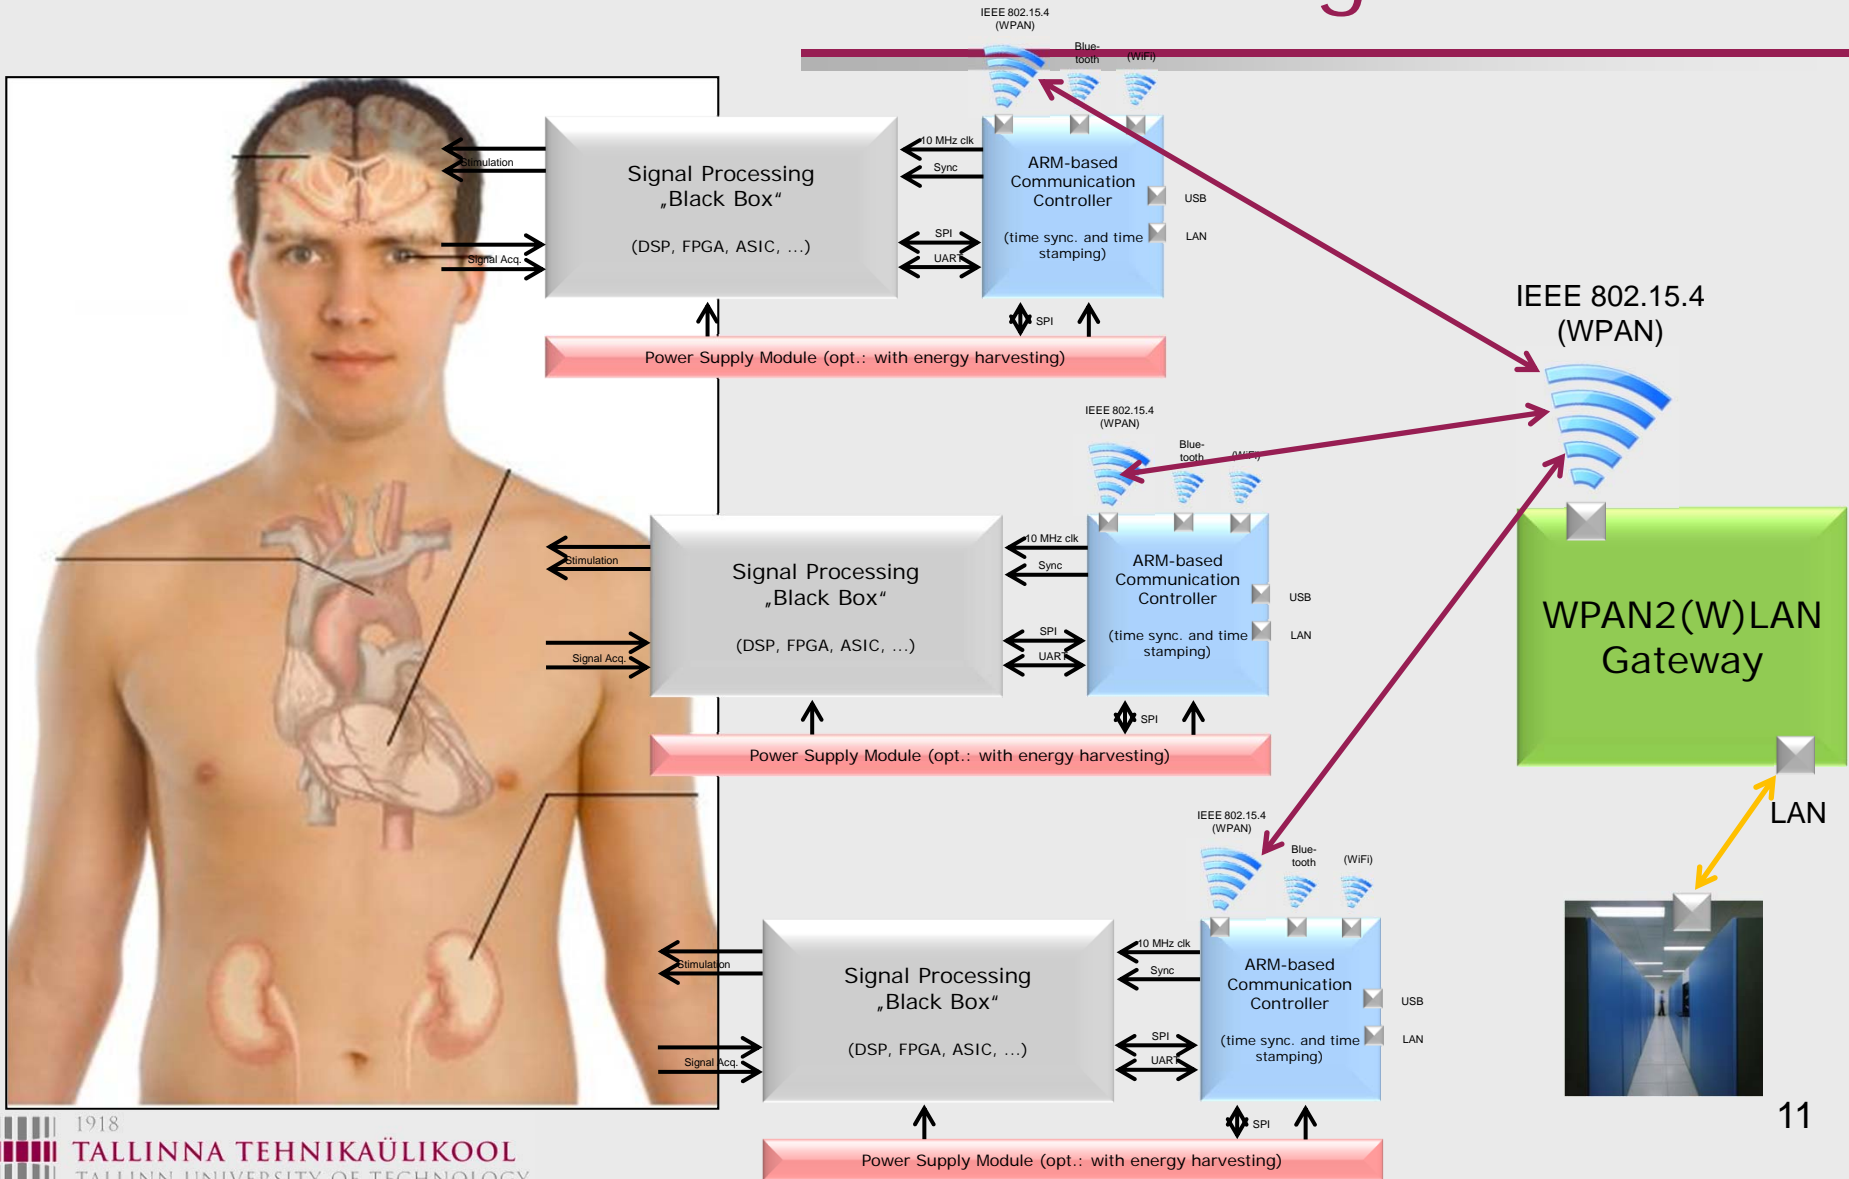 IEEE 802.15.4
(WPAN)
Blue-
tooth
(WiFi)
Stimulation
Signal Acq.
Signal Processing
„Black Box“
(DSP, FPGA, ASIC, ...)
10 MHz clk
Sync
SPI
UART
ARM-based
Communication
Controller
(time sync. and time
stamping)
USB
LAN
SPI
Power Supply Module (opt.: with energy harvesting)
IEEE 802.15.4
(WPAN)
IEEE 802.15.4
(WPAN)
Blue-
tooth
(WiFi)
Stimulation
Signal Acq.
Signal Processing
„Black Box“
(DSP, FPGA, ASIC, ...)
10 MHz clk
Sync
SPI
UART
ARM-based
Communication
Controller
(time sync. and time
stamping)
USB
LAN
SPI
Power Supply Module (opt.: with energy harvesting)
WPAN2(W)LAN
Gateway
LAN
IEEE 802.15.4
(WPAN)
Blue-
tooth
(WiFi)
Stimulation
Signal Acq.
Signal Processing
„Black Box“
(DSP, FPGA, ASIC, ...)
10 MHz clk
Sync
SPI
UART
ARM-based
Communication
Controller
(time sync. and time
stamping)
USB
LAN
SPI
Power Supply Module (opt.: with energy harvesting)
11
1918
TALLINNA TEHNIKAÜLIKOOL
TALLINN UNIVERSITY OF TECHNOLOGY